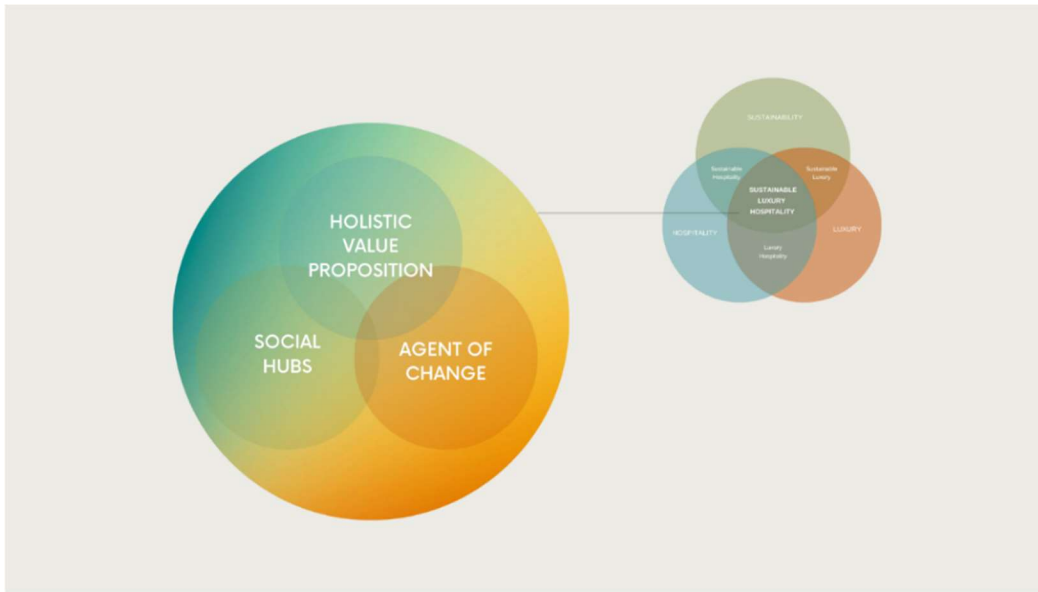 HOLISTIC
VALUE
PROPOSITION
SOCIAL
HUBS
AGENT OF
CHANGE
SUSTAINABILITY
Sustainable
Hospitality
Sustainable
Luxury
SUSTAINABLE
LUXURY
HOSPITALITY
HOSPITALITY
LUXURY
Luxury
Hospitality